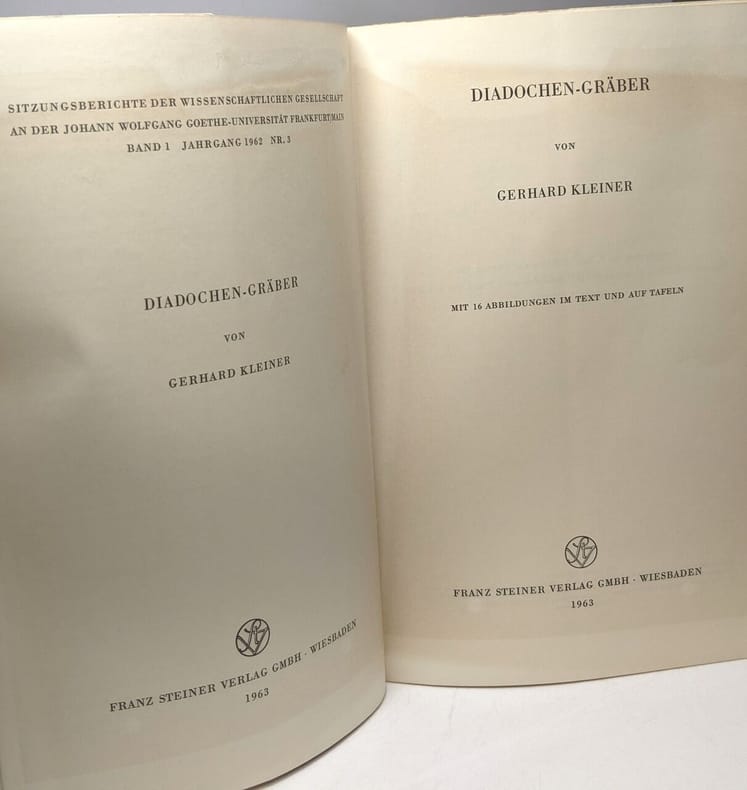 SITZUNGSBERICHTE DER WISSENSCHAFTLICHEN GESELLSCHAFT
AN DER JOHANN WOLFGANG GOETHE-UNIVERSITÄT FRANKFURT/MAIN
BAND 1 JAHRGANG 1962 NR. 3
DIADOCHEN-GRÄBER
VON
GERHARD KLEINER
FRANZ STEINER VERLAG GMBH · WIESBADEN
1963
DIADOCHEN-GRÄBER
VON
GERHARD KLEINER
MIT 16 ABBILDUNGEN IM TEXT UND AUF TAFELN
FRANZ STEINER VERLAG GMBH · WIESBADEN
1963